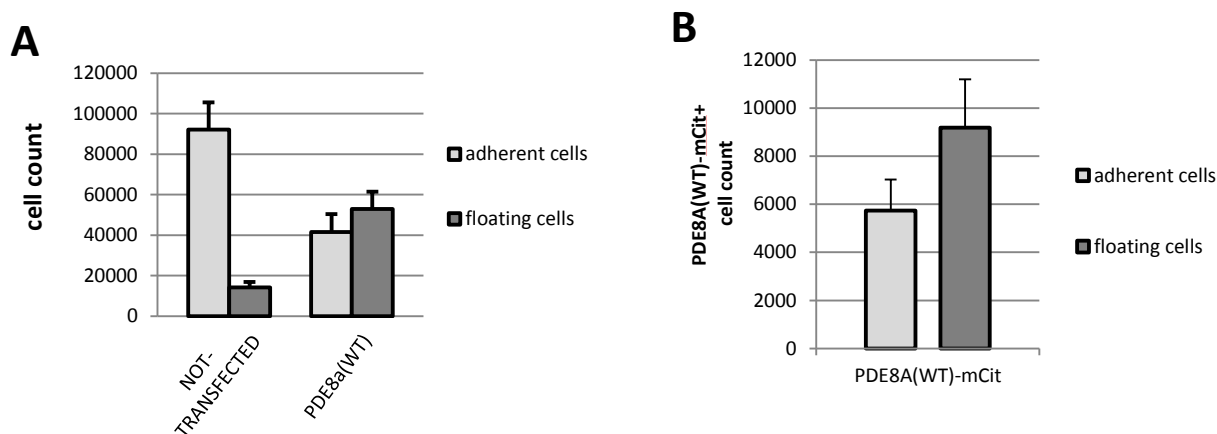 A
120000
100000
80000
60000
40000
20000
0
cell count
NOT-
TRANSFECTED
PDE8a(WT)
adherent cells
floating cells
B
12000
10000
8000
6000
4000
2000
0
PDE8A(WT)-mCit+
cell count
PDE8A(WT)-mCit
adherent cells
floating cells